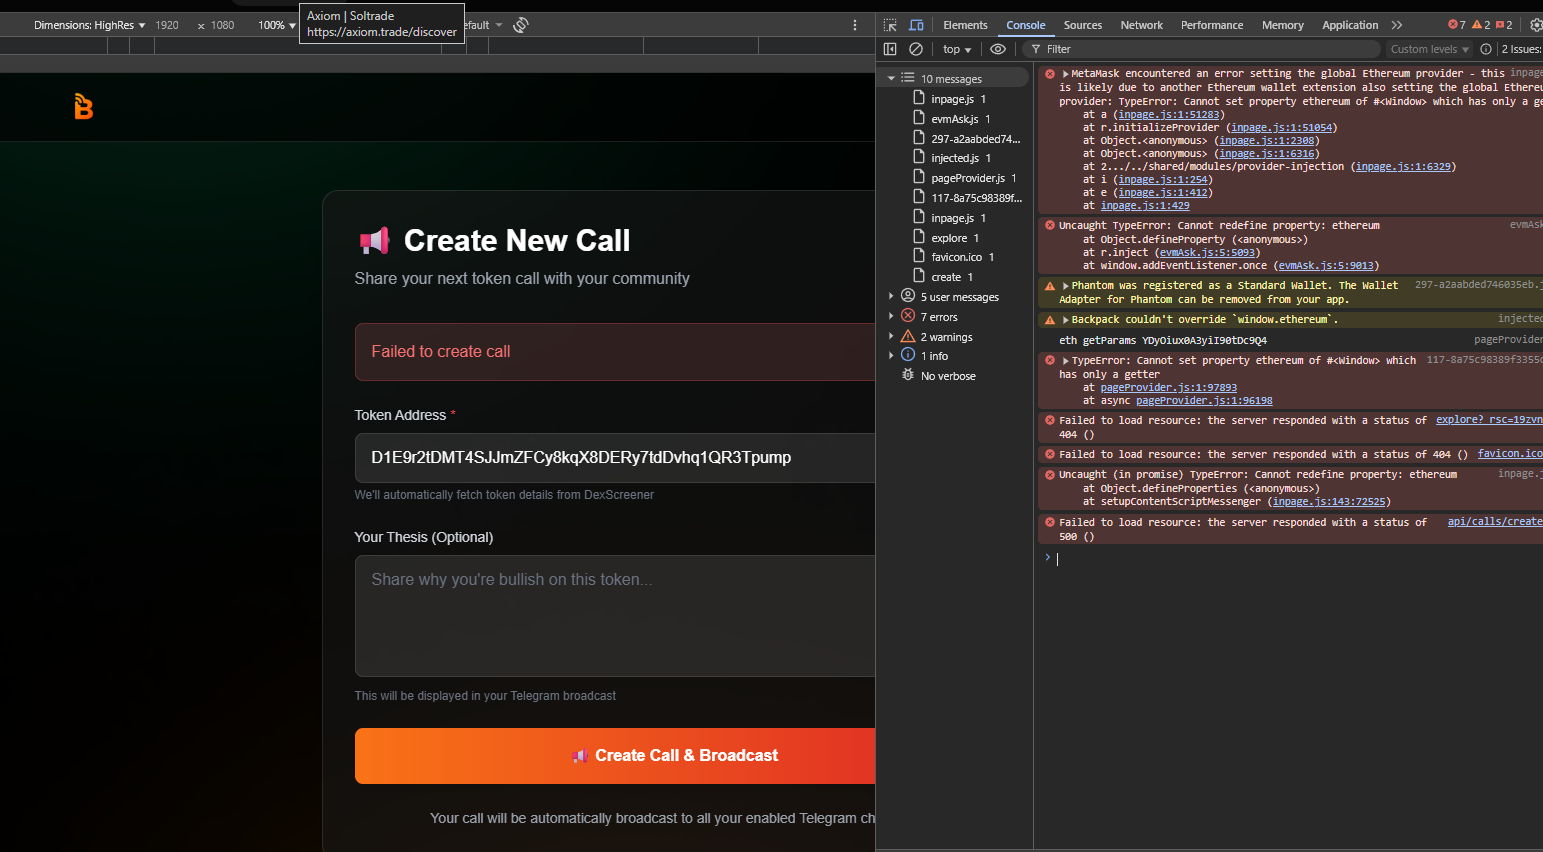 Dimensions: HighRes
1920
x
1080
100%
efault
Axiom | Soltrade
https://axiom.trade/discover
B
Create New Call
Share your next token call with your community
Failed to create call
Token Address *
D1E9r2tDMT4SJJmZFCy8kqX8DERy7tdDvhq1QR3Tpump
We'll automatically fetch token details from DexScreener
Your Thesis (Optional)
Share why you're bullish on this token...
This will be displayed in your Telegram broadcast
Create Call & Broadcast
Your call will be automatically broadcast to all your enabled Telegram ch
Elements
Console
Sources
Network
Performance
Memory
Application
7
2
2
top
Filter
Custom levels
2 Issues:
10 messages
inpage.js 1
evmAsk.js 1
297-a2aabded74...
injected.js 1
pageProvider.js 1
117-8a75c98389f...
inpage.js 1
explore 1
favicon.ico 1
create 1
5 user messages
7 errors
2 warnings
1 info
No verbose
MetaMask encountered an error setting the global Ethereum provider - this inpage
is likely due to another Ethereum wallet extension also setting the global Ethere
provider: TypeError: Cannot set property ethereum of #<Window> which has only a ge
at a (inpage.js:1:51283)
at r.initializeProvider (inpage.js:1:51054)
at Object.<anonymous> (inpage.js:1:2308)
at Object.<anonymous> (inpage.js:1:6316)
at 2.../../shared/modules/provider-injection (inpage.js:1:6329)
at i (inpage.js:1:254)
at e (inpage.js:1:412)
at inpage.js:1:429
Uncaught TypeError: Cannot redefine property: ethereum evmAsk
at Object.defineProperty (<anonymous>)
at r.inject (evmAsk.js:5:5093)
at window.addEventListener.once (evmAsk.js:5:9013)
Phantom was registered as a Standard Wallet. The Wallet 297-a2aabded746035eb.j
Adapter for Phantom can be removed from your app.
Backpack couldn't override `window.ethereum`. injected
eth getParams YDyOiux0A3yiI90tDc9Q4 pageProvider
TypeError: Cannot set property ethereum of #<Window> which 117-8a75c98389f3355c
has only a getter
at pageProvider.js:1:97893
at async pageProvider.js:1:96198
Failed to load resource: the server responded with a status of explore?_rsc=19zvn
404 ()
Failed to load resource: the server responded with a status of 404 () favicon.ico
Uncaught (in promise) TypeError: Cannot redefine property: ethereum inpage.j
at Object.defineProperties (<anonymous>)
at setupContentScriptMessenger (inpage.js:143:72525)
Failed to load resource: the server responded with a status of api/calls/create
500 ()